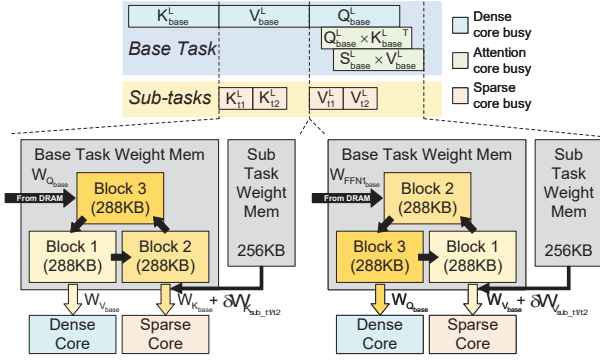 K^L_base V^L_base Q^L_base
Base Task
Q^L_base × K^L_base^T
S^L_base × V^L_base
Dense core busy
Attention core busy
Sparse core busy
Sub-tasks K^L_t1 K^L_t2 V^L_t1 V^L_t2
Base Task Weight Mem
W_Q_base
From DRAM
Block 3
(288KB)
Block 1
(288KB)
Block 2
(288KB)
Sub
Task
Weight
Mem
256KB
W_V_base
W_K_base + δW_K_sub_t1/t2
Dense
Core
Sparse
Core
Base Task Weight Mem
W_FFN1_base
From DRAM
Block 2
(288KB)
Block 3
(288KB)
Block 1
(288KB)
Sub
Task
Weight
Mem
256KB
W_Q_base
W_V_base + δW_V_sub_t1/t2
Dense
Core
Sparse
Core